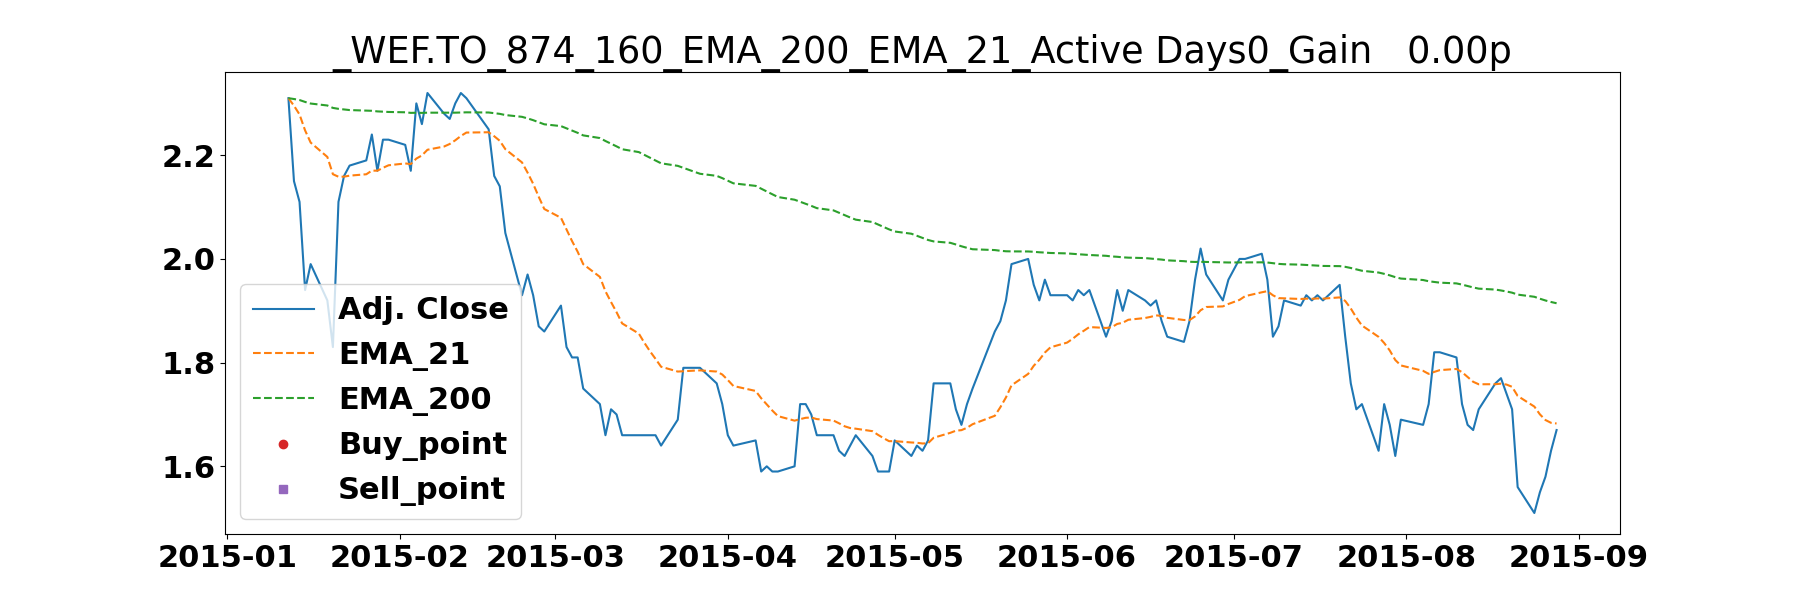 _WEF.TO_874_160_EMA_200_EMA_21_Active Days0_Gain   0.00p
2.2
2.0
1.8
1.6
Adj. Close
EMA_21
EMA_200
Buy_point
Sell_point
2015-01 2015-02 2015-03 2015-04 2015-05 2015-06 2015-07 2015-08 2015-09